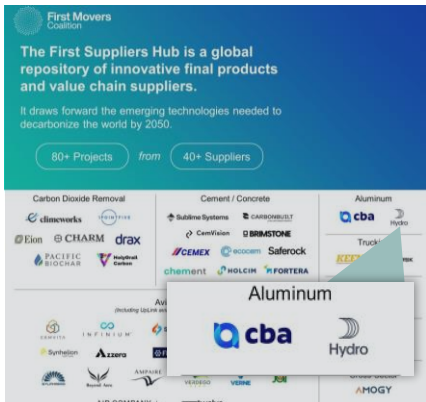 First Movers
Coalition
The First Suppliers Hub is a global
repository of innovative final products
and value chain suppliers.
It draws forward the emerging technologies needed to
decarbonize the world by 2050.
80+ Projects from 40+ Suppliers
Carbon Dioxide Removal
climeworks
Eion CHARM drax
PACIFIC
BIOCHAR
HolyGrail
Carbon
Cement / Concrete
Sublime Systems CARBONBUILT
CamVision BRIMSTONE
CEMEX ecocem Saferock
chement HOLCIM FORTERA
Aluminum
cba Hydro
Aluminum
cba
Hydro
INFINIUM
Synhelion Azzera
AMPAIRE
VERNE
AMOGY